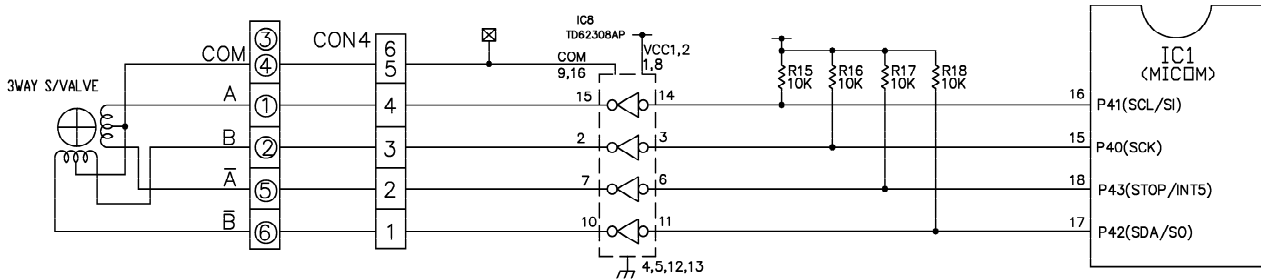 IC8
TD62308AP
COM
9,16
VCC1,2
1,8
3WAY S/VALVE
COM
A
B
A̅
B̅
③
④
①
②
⑤
⑥
CON4
6
5
4
3
2
1
15
14
2
3
7
6
10
11
4,5,12,13
R15
10K
R16
10K
R17
10K
R18
10K
IC1
(MICOM)
16
P41(SCL/SI)
15
P40(SCK)
18
P43(STOP/INT5)
17
P42(SDA/SO)